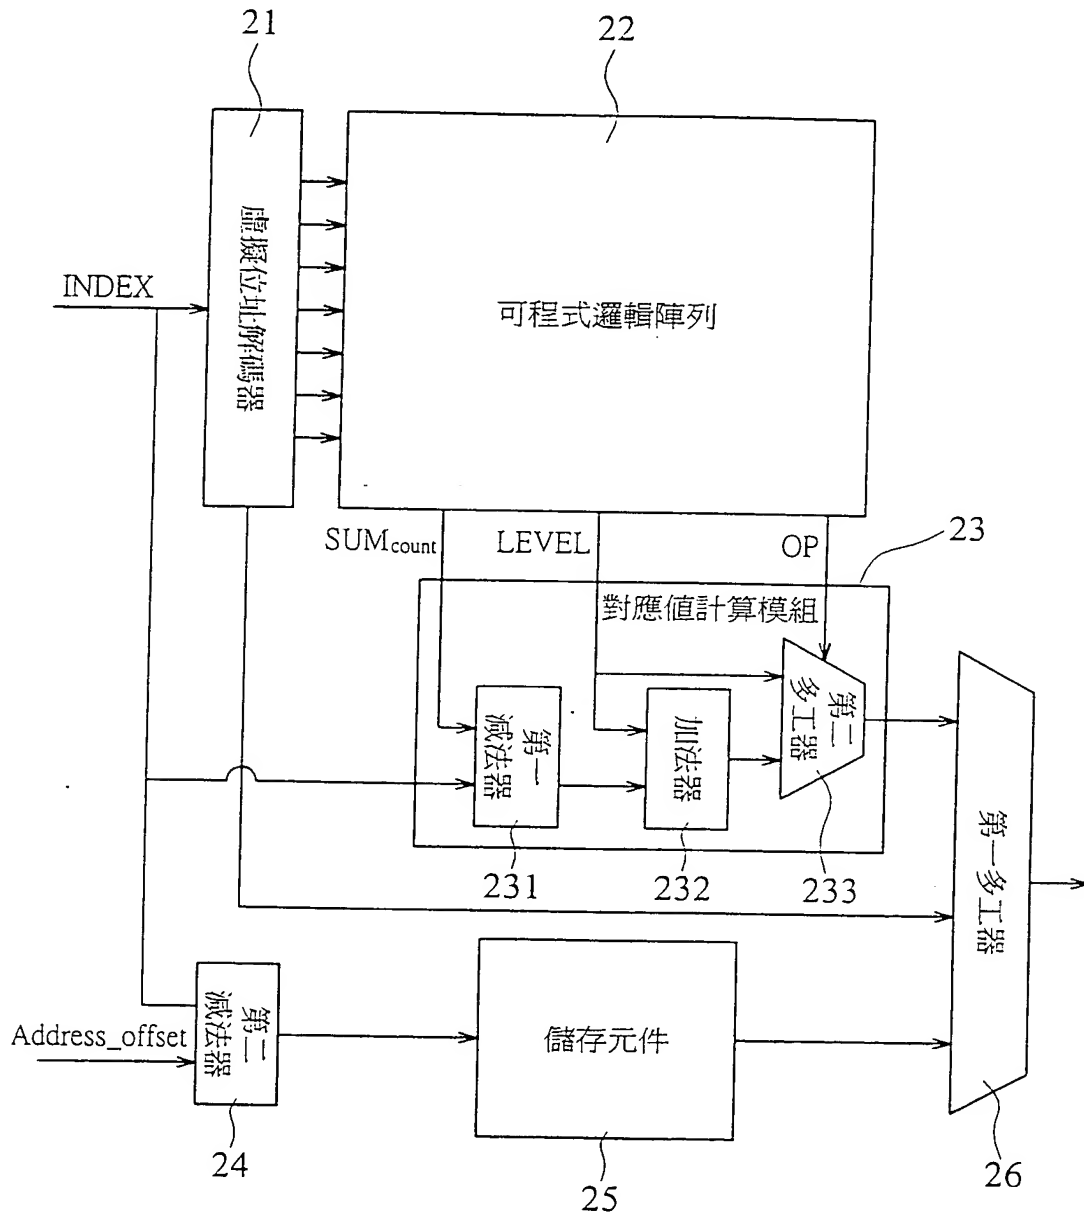 21
22
虛擬位址解碼器
INDEX
可程式邏輯陣列
SUMcount
LEVEL
OP
23
對應值計算模組
第一
減法器
加法器
第二
多工器
231
232
233
第一多工器
Address_offset
第二
減法器
儲存元件
24
25
26